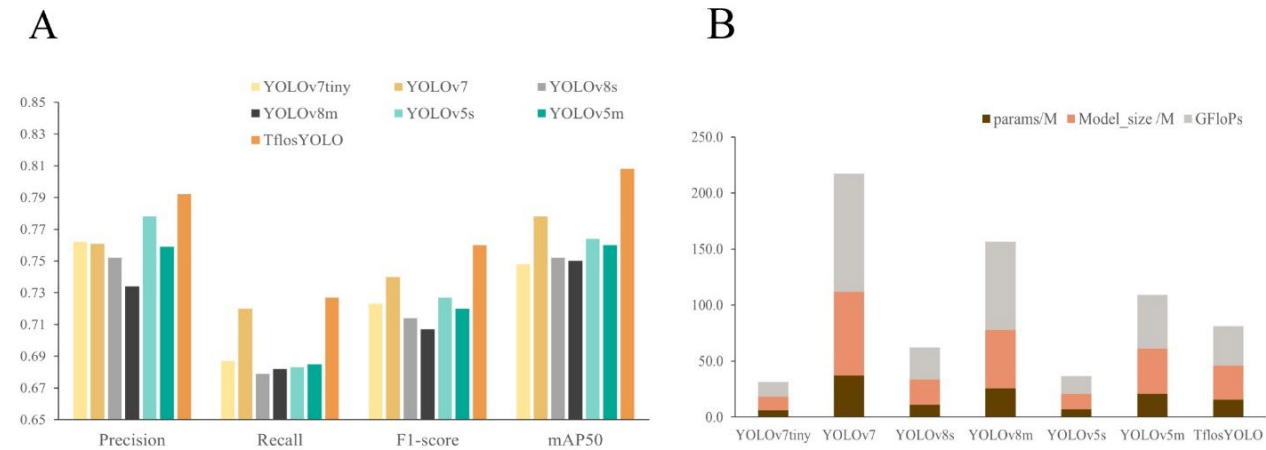 A
YOLOv7tiny YOLOv7 YOLOv8s
YOLOv8m YOLOv5s YOLOv5m
TflosYOLO
0.85
0.83
0.81
0.79
0.77
0.75
0.73
0.71
0.69
0.67
0.65
Precision Recall F1-score mAP50
B
params/M Model_size /M GFloPs
250.0
200.0
150.0
100.0
50.0
0.0
YOLOv7tiny YOLOv7 YOLOv8s YOLOv8m YOLOv5s YOLOv5m TflosYOLO